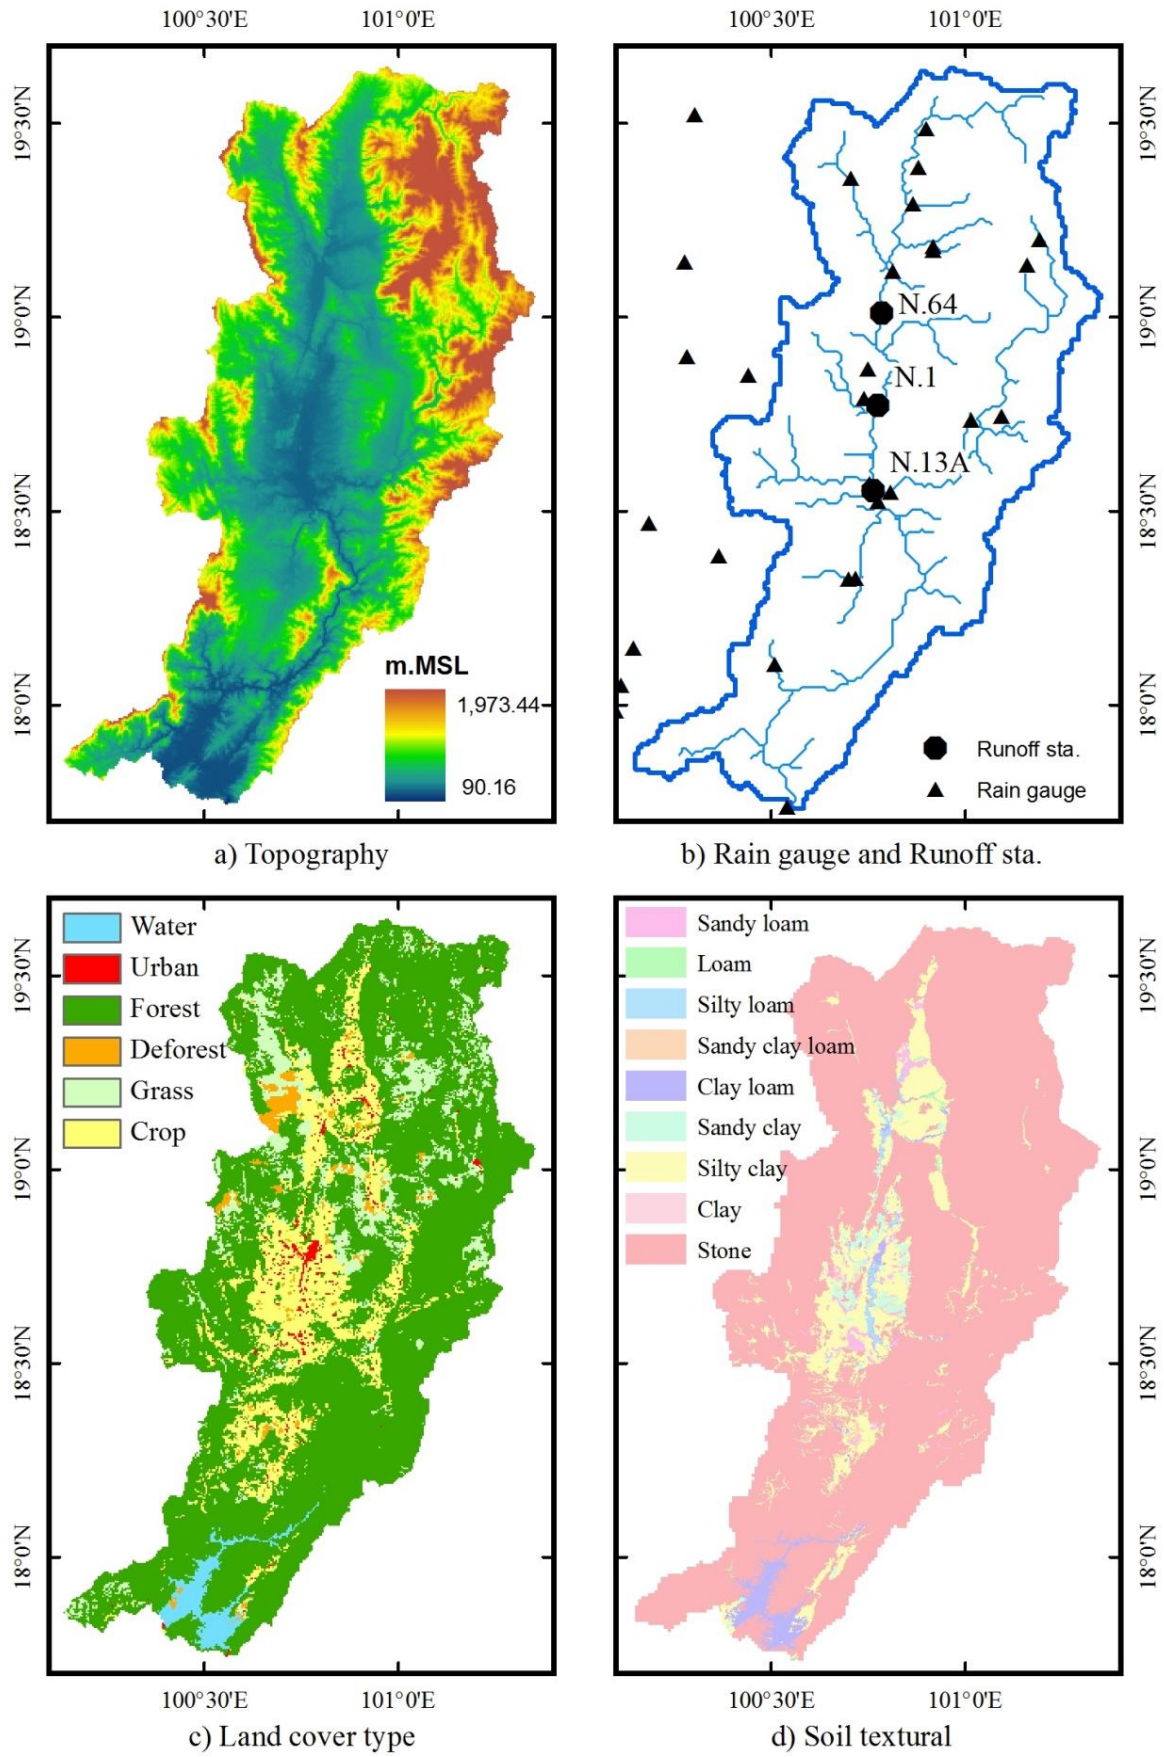 100°30'E 101°0'E 100°30'E 101°0'E
19°30'N
19°0'N
18°30'N
18°0'N
m.MSL
1,973.44
90.16
N.64
N.1
N.13A
Runoff sta.
Rain gauge
19°30'N
19°0'N
18°30'N
18°0'N
a) Topography
b) Rain gauge and Runoff sta.
19°30'N
19°0'N
18°30'N
18°0'N
Water
Urban
Forest
Deforest
Grass
Crop
Sandy loam
Loam
Silty loam
Sandy clay loam
Clay loam
Sandy clay
Silty clay
Clay
Stone
19°30'N
19°0'N
18°30'N
18°0'N
100°30'E 101°0'E 100°30'E 101°0'E
c) Land cover type
d) Soil textural